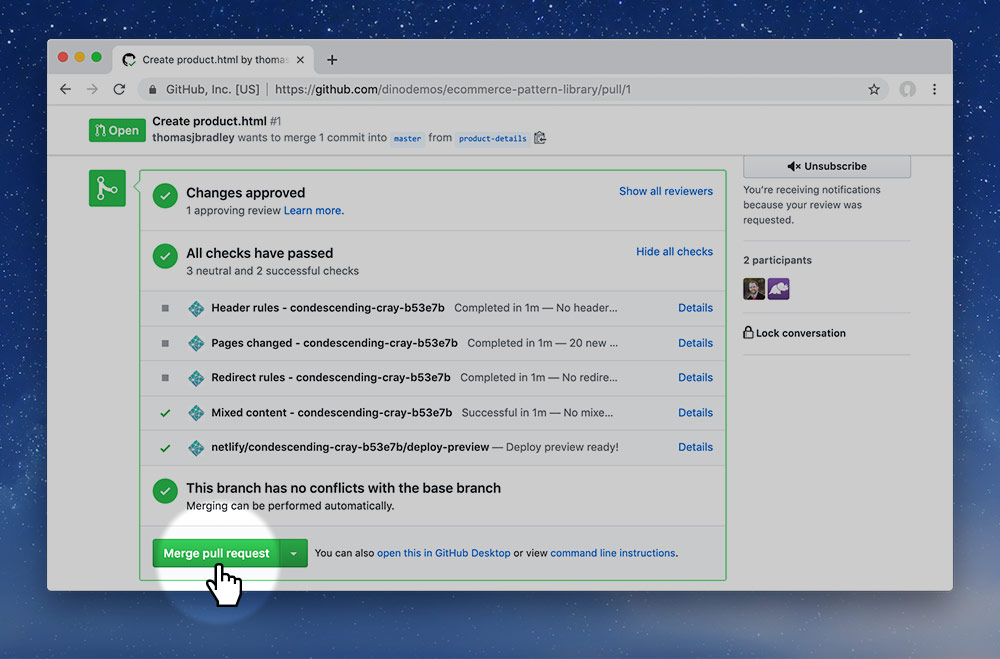 Create product.html by thomas
GitHub, Inc. [US] | https://github.com/dinodemos/ecommerce-pattern-library/pull/1
Open
Create product.html #1
thomasjbradley wants to merge 1 commit into master from product-details
Unsubscribe
You're receiving notifications
because your review was
requested.
2 participants
Lock conversation
Changes approved
Show all reviewers
1 approving review Learn more.
All checks have passed
Hide all checks
3 neutral and 2 successful checks
Header rules - condescending-cray-b53e7b Completed in 1m — No header... Details
Pages changed - condescending-cray-b53e7b Completed in 1m — 20 new ... Details
Redirect rules - condescending-cray-b53e7b Completed in 1m — No redire... Details
Mixed content - condescending-cray-b53e7b Successful in 1m — No mixe... Details
netlify/condescending-cray-b53e7b/deploy-preview — Deploy preview ready! Details
This branch has no conflicts with the base branch
Merging can be performed automatically.
Merge pull request
You can also open this in GitHub Desktop or view command line instructions.